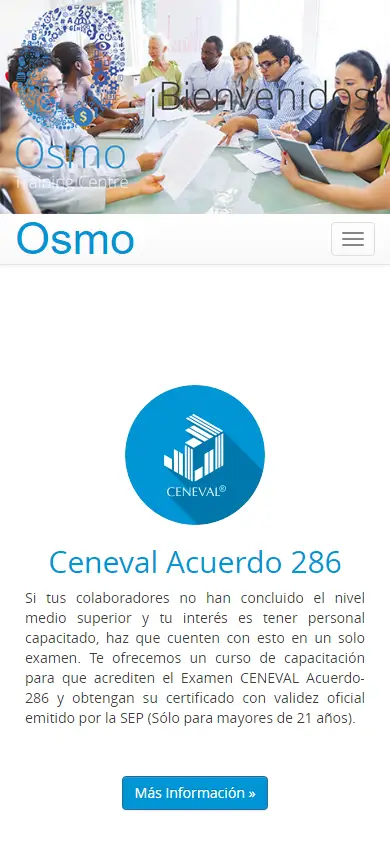 ¡Bienvenidos
Osmo
Training Centre
Osmo
CENEVAL®
Ceneval Acuerdo 286
Si tus colaboradores no han concluido el nivel
medio superior y tu interés es tener personal
capacitado, haz que cuenten con esto en un solo
examen. Te ofrecemos un curso de capacitación
para que acrediten el Examen CENEVAL Acuerdo-
286 y obtengan su certificado con validez oficial
emitido por la SEP (Sólo para mayores de 21 años).
Más Información »